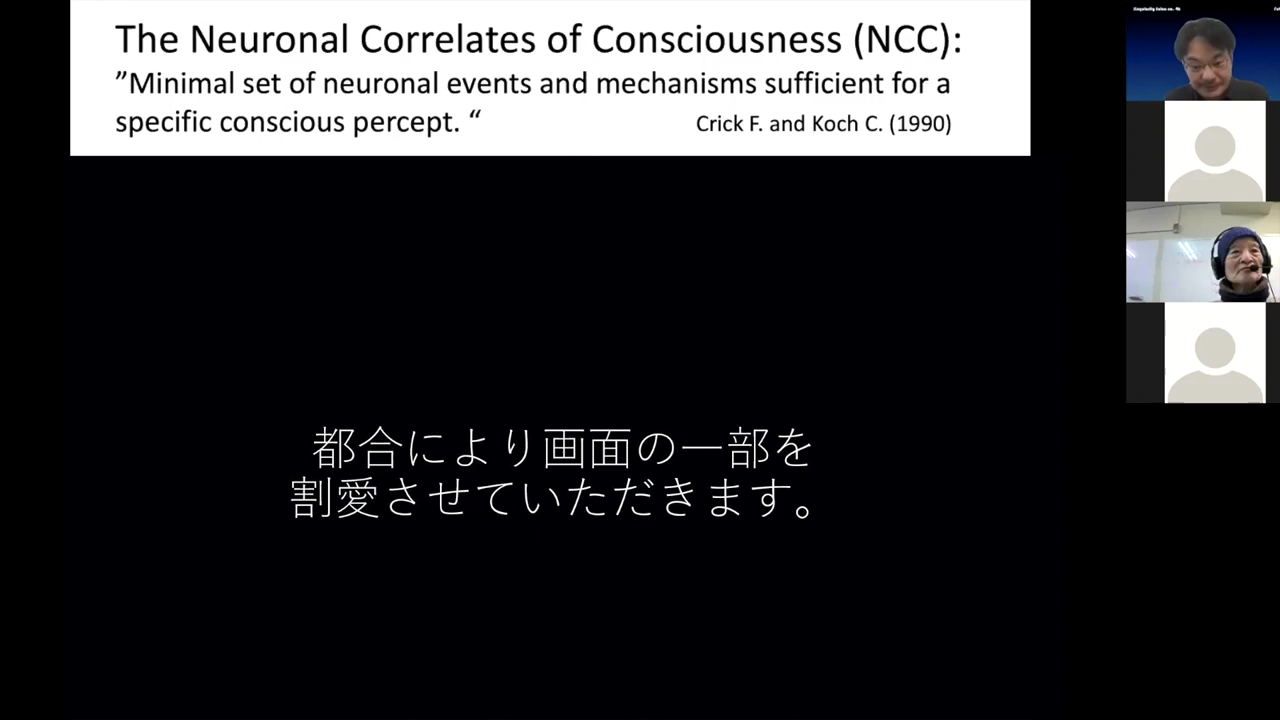 The Neuronal Correlates of Consciousness (NCC):
”Minimal set of neuronal events and mechanisms sufficient for a
specific conscious percept. “ Crick F. and Koch C. (1990)
都合により画面の一部を
割愛させていただきます。